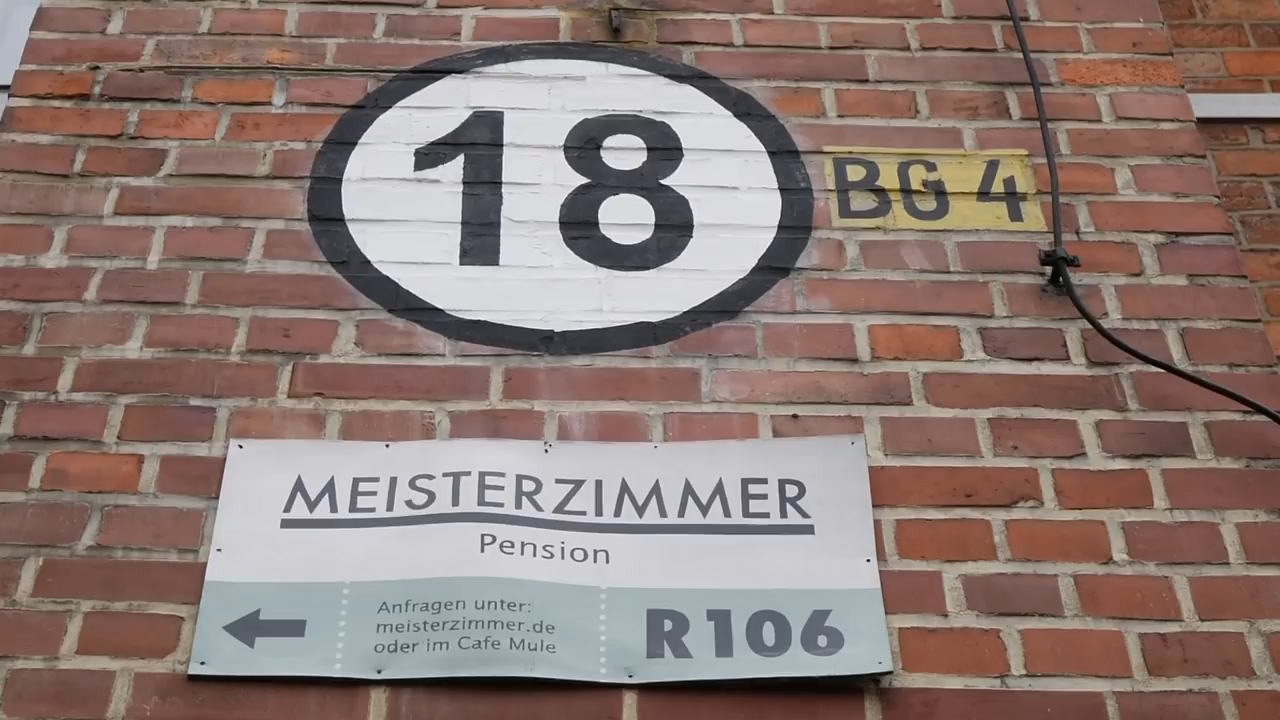 18
BG 4
MEISTERZIMMER
Pension
Anfragen unter:
meisterzimmer.de
oder im Cafe Mule
R106